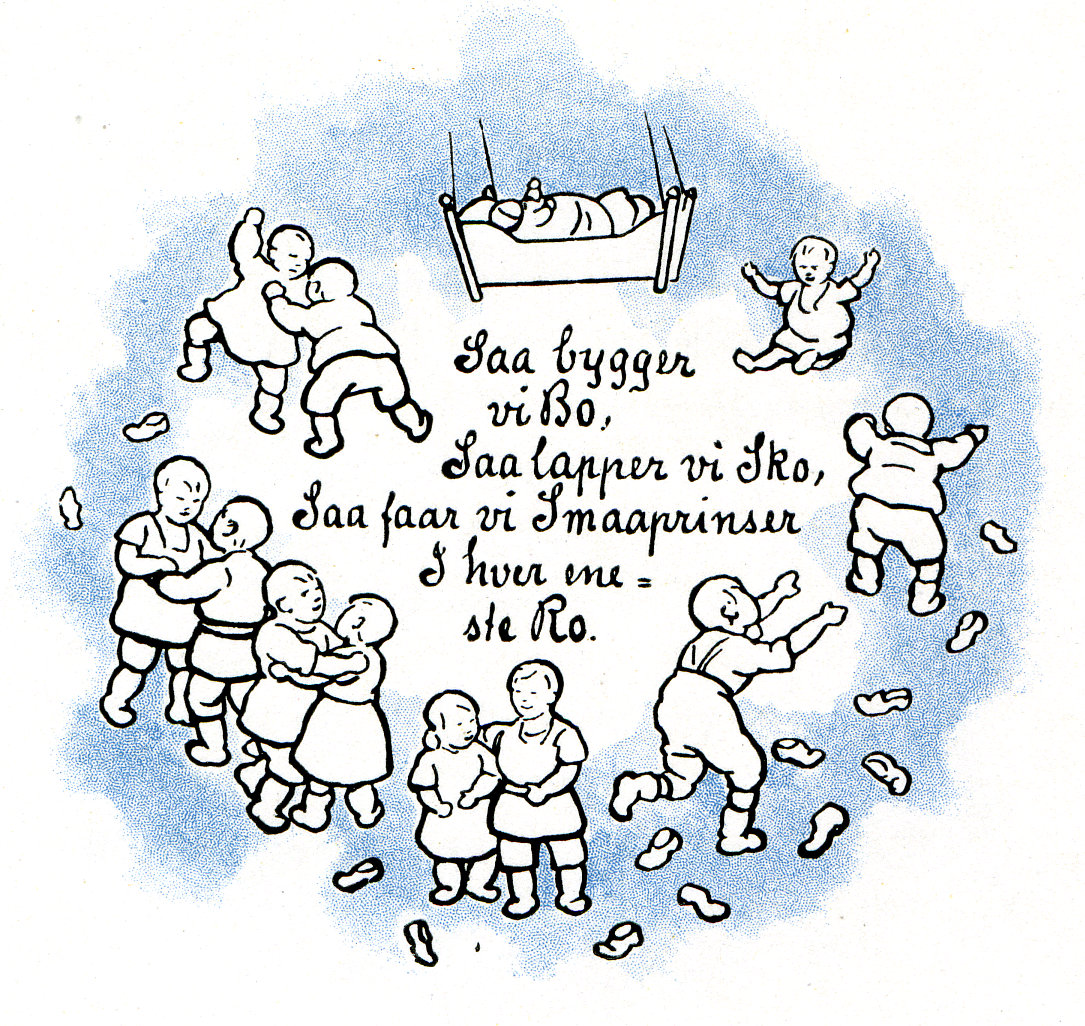 Saa bygger
vi Bo,
Saa lapper vi Sko,
Saa faar vi Smaaprinser
I hver ene=
ste Ro.